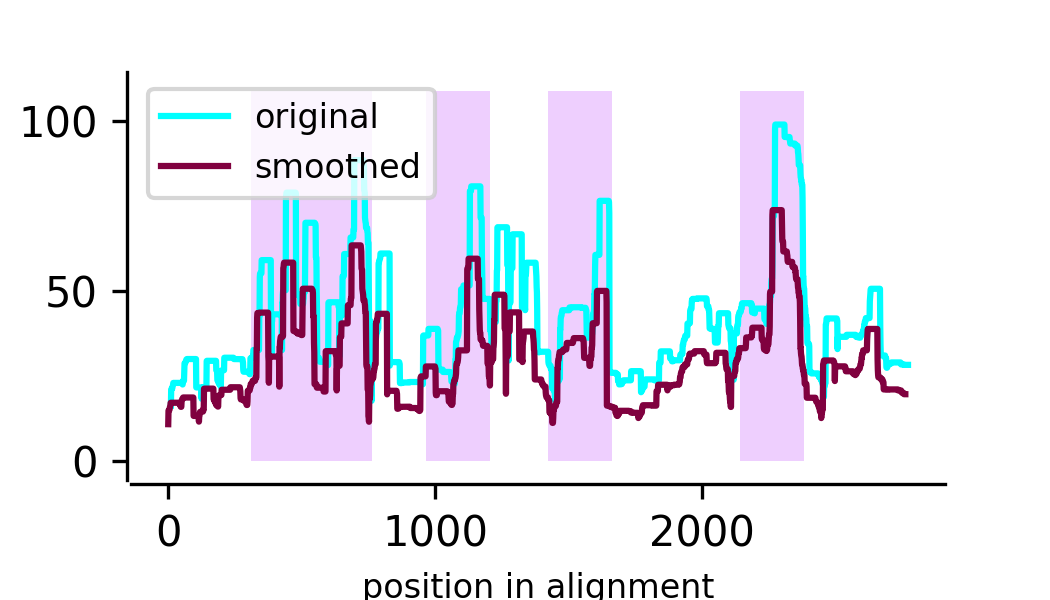 original
smoothed
100
50
0
0 1000 2000
position in alignment